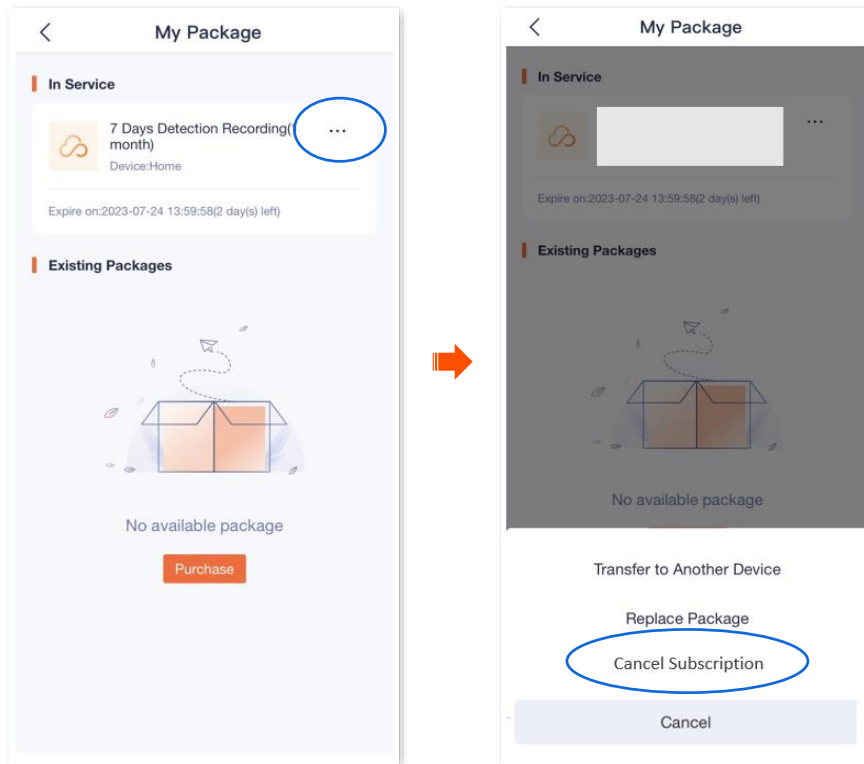 My Package
In Service
7 Days Detection Recording(
month)
...
Device:Home
Expire on:2023-07-24 13:59:58(2 day(s) left)
Existing Packages
No available package
Purchase
My Package
In Service
...
Expire on:2023-07-24 13:59:58(2 day(s) left)
Existing Packages
No available package
Transfer to Another Device
Replace Package
Cancel Subscription
Cancel